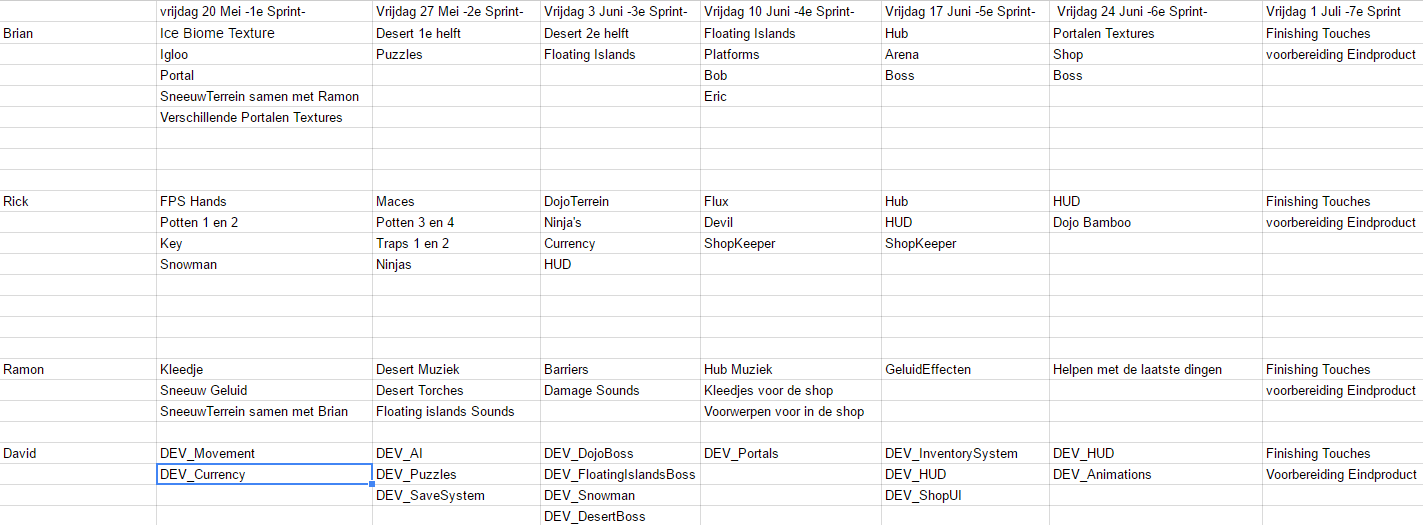 vrijdag 20 Mei -1e Sprint- Vrijdag 27 Mei -2e Sprint- Vrijdag 3 Juni -3e Sprint- Vrijdag 10 Juni -4e Sprint- Vrijdag 17 Juni -5e Sprint- Vrijdag 24 Juni -6e Sprint- Vrijdag 1 Juli -7e Sprint
Brian Ice Biome Texture Desert 1e helft Desert 2e helft Floating Islands Hub Portalen Textures Finishing Touches
Igloo Puzzles Floating Islands Platforms Arena Shop voorbereiding Eindproduct
Portal Bob Boss Boss
SneeuwTerrein samen met Ramon Eric
Verschillende Portalen Textures
Rick FPS Hands Maces DojoTerrein Flux Hub HUD Finishing Touches
Potten 1 en 2 Potten 3 en 4 Ninja's Devil HUD Dojo Bamboo voorbereiding Eindproduct
Key Traps 1 en 2 Currency ShopKeeper ShopKeeper
Snowman Ninjas HUD
Ramon Kleedje Desert Muziek Barriers Hub Muziek GeluidEffecten Helpen met de laatste dingen Finishing Touches
Sneeuw Geluid Desert Torches Damage Sounds Kleedjes voor de shop voorbereiding Eindproduct
SneeuwTerrein samen met Brian Floating islands Sounds Voorwerpen voor in de shop
David DEV_Movement DEV_AI DEV_DojoBoss DEV_Portals DEV_InventorySystem DEV_HUD Finishing Touches
DEV_Currency DEV_Puzzles DEV_FloatingIslandsBoss DEV_HUD DEV_Animations Voorbereiding Eindproduct
DEV_SaveSystem DEV_Snowman DEV_ShopUI
DEV_DesertBoss